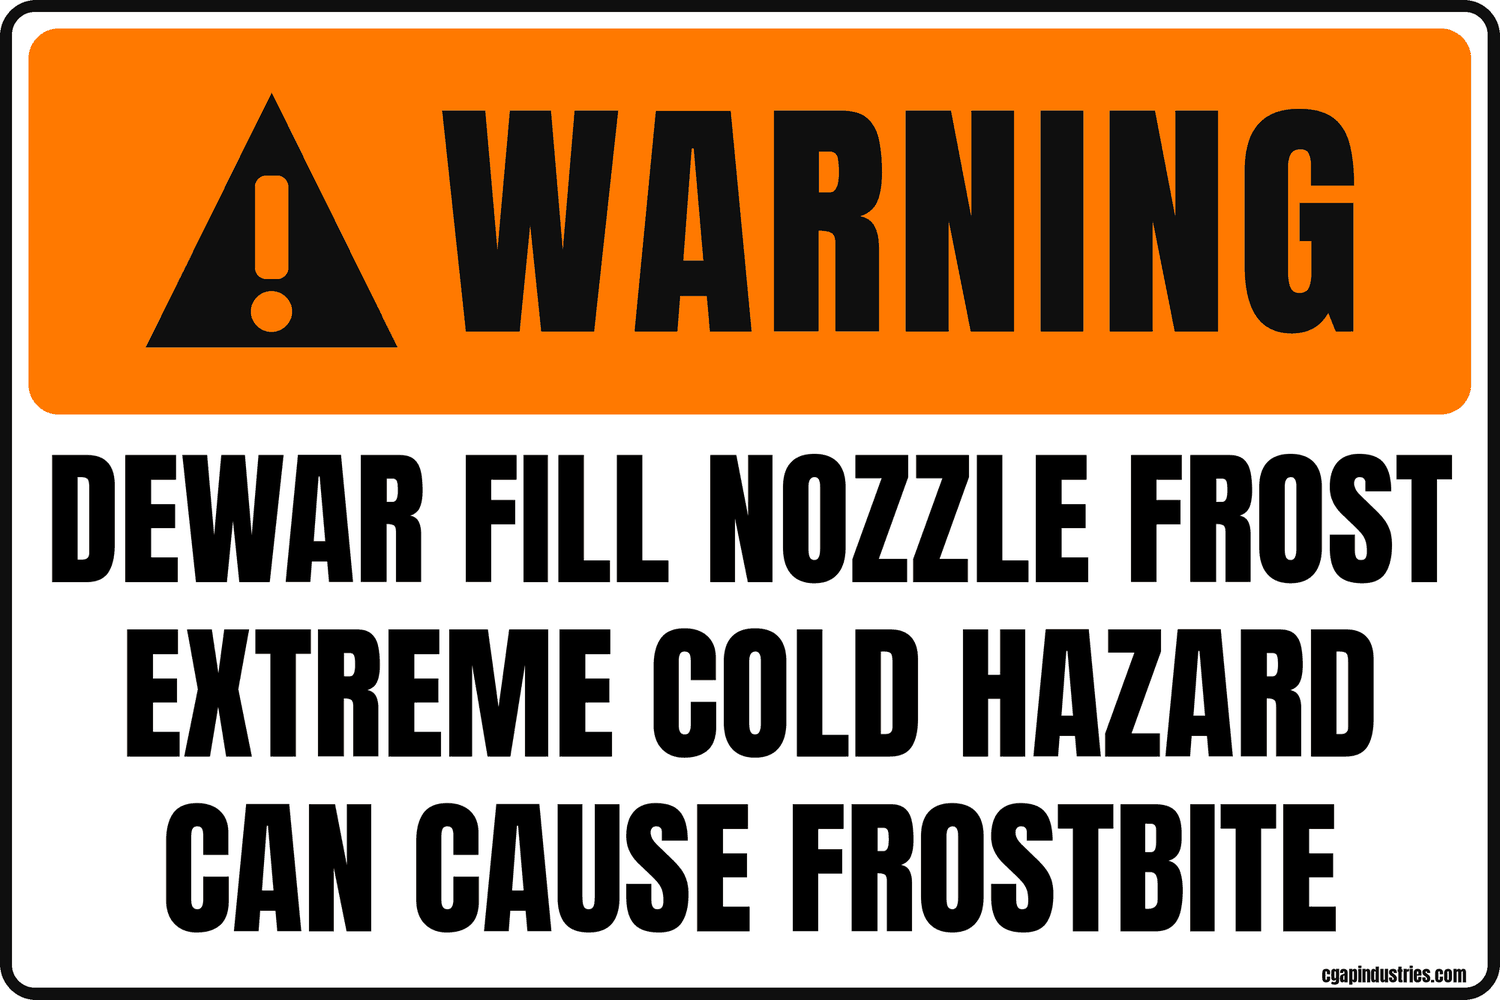 WARNING
DEWAR FILL NOZZLE FROST
EXTREME COLD HAZARD
CAN CAUSE FROSTBITE
cgapindustries.com